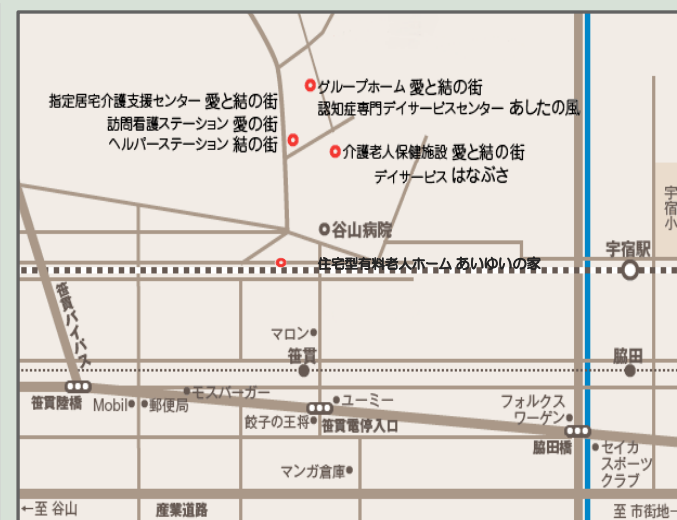 グループホーム 愛と結の街
認知症専門デイサービスセンター あしたの風
指定居宅介護支援センター 愛と結の街
訪問看護ステーション 愛の街
ヘルパーステーション 結の街
介護老人保健施設 愛と結の街
デイサービス はなぶさ
宇宿小
谷山病院
宇宿駅
住宅型有料老人ホーム あいゆいの家
笹貫バイパス
マロン
笹貫
脇田
モスバーガー
笹貫陸橋
Mobil
郵便局
ユーミー
フォルクス
ワーゲン
餃子の王将
笹貫電停入口
脇田橋
セイカ
スポーツ
クラブ
マンガ倉庫
←至 谷山
産業道路
至 市街地→